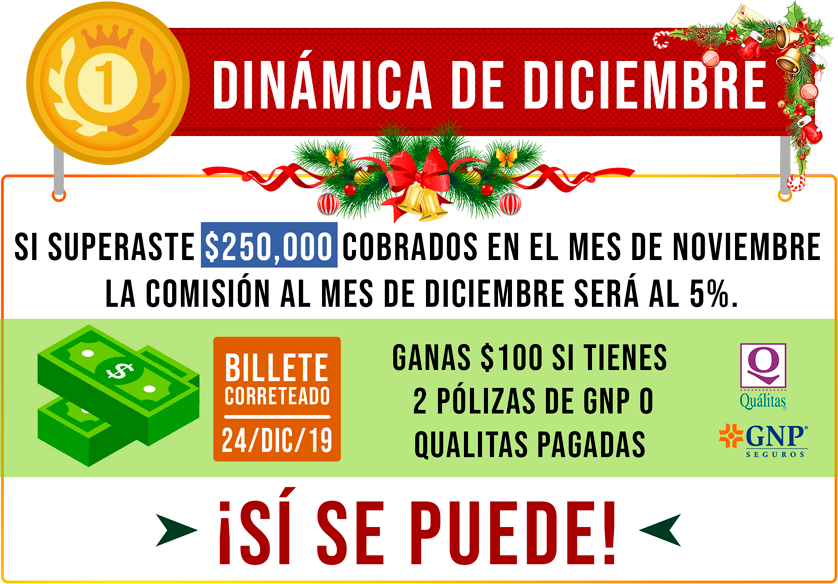 1
DINÁMICA DE DICIEMBRE
SI SUPERASTE $250,000 COBRADOS EN EL MES DE NOVIEMBRE
LA COMISIÓN AL MES DE DICIEMBRE SERÁ AL 5%.
$
BILLETE
CORRETEADO
24/DIC/19
GANAS $100 SI TIENES
2 PÓLIZAS DE GNP O
QUALITAS PAGADAS
Q
Quálitas
GNP®
SEGUROS
¡SÍ SE PUEDE!